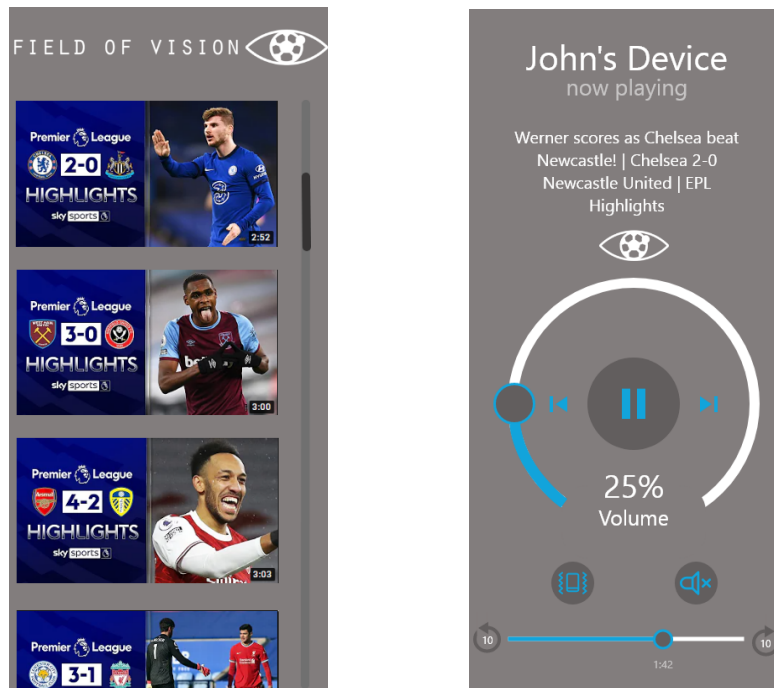 FIELD OF VISION
Premier League
2-0
HIGHLIGHTS
sky sports
2:52
Premier League
3-0
HIGHLIGHTS
sky sports
3:00
Premier League
Arsenal
4-2
HIGHLIGHTS
sky sports
3:03
Premier League
3-1
John's Device
now playing
Werner scores as Chelsea beat
Newcastle! | Chelsea 2-0
Newcastle United | EPL
Highlights
25%
Volume
10
10
1:42